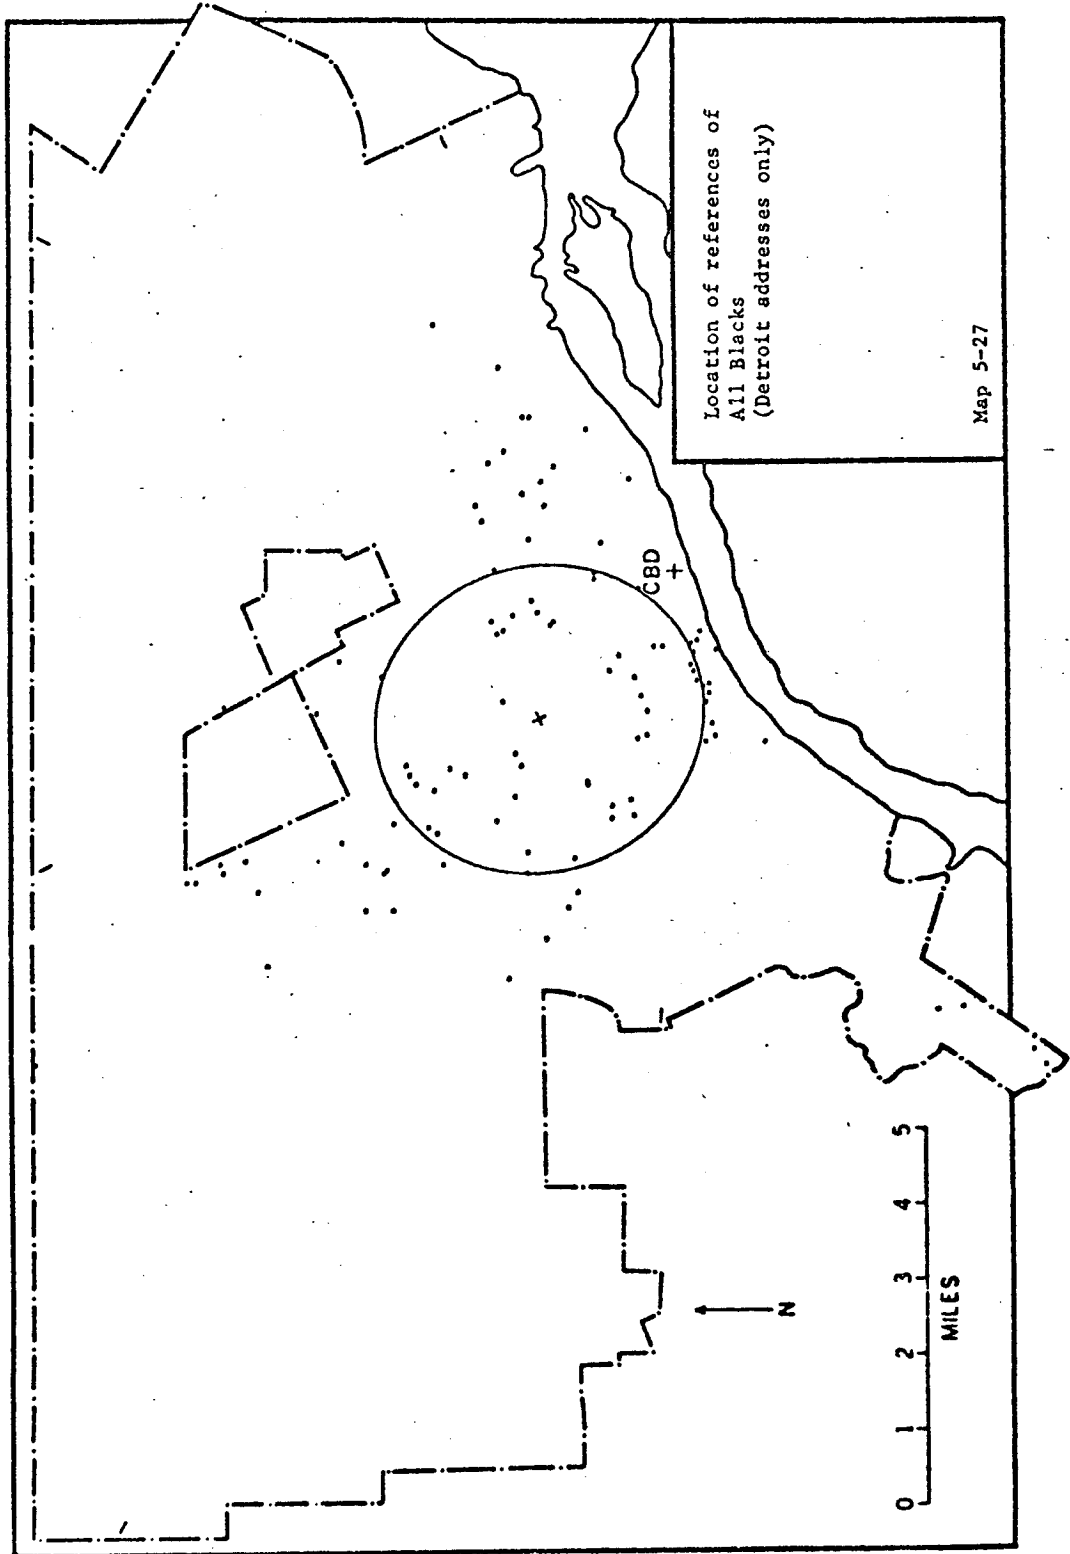 Location of references of
All Blacks
(Detroit addresses only)
Map 5-27
CBD
N
0 1 2 3 4 5
MILES